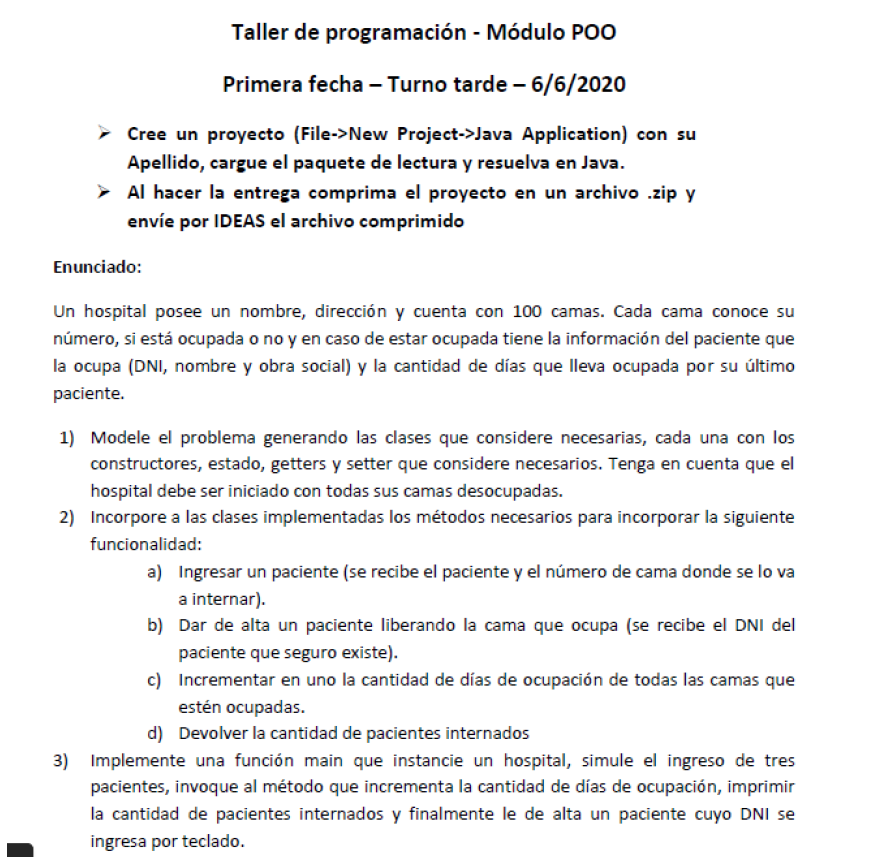 Taller de programación - Módulo POO
Primera fecha – Turno tarde – 6/6/2020
➢ Cree un proyecto (File->New Project->Java Application) con su
Apellido, cargue el paquete de lectura y resuelva en Java.
➢ Al hacer la entrega comprima el proyecto en un archivo .zip y
envíe por IDEAS el archivo comprimido
Enunciado:
Un hospital posee un nombre, dirección y cuenta con 100 camas. Cada cama conoce su
número, si está ocupada o no y en caso de estar ocupada tiene la información del paciente que
la ocupa (DNI, nombre y obra social) y la cantidad de días que lleva ocupada por su último
paciente.
1) Modele el problema generando las clases que considere necesarias, cada una con los
constructores, estado, getters y setter que considere necesarios. Tenga en cuenta que el
hospital debe ser iniciado con todas sus camas desocupadas.
2) Incorpore a las clases implementadas los métodos necesarios para incorporar la siguiente
funcionalidad:
a) Ingresar un paciente (se recibe el paciente y el número de cama donde se lo va
a internar).
b) Dar de alta un paciente liberando la cama que ocupa (se recibe el DNI del
paciente que seguro existe).
c) Incrementar en uno la cantidad de días de ocupación de todas las camas que
estén ocupadas.
d) Devolver la cantidad de pacientes internados
3) Implemente una función main que instancie un hospital, simule el ingreso de tres
pacientes, invoque al método que incrementa la cantidad de días de ocupación, imprimir
la cantidad de pacientes internados y finalmente le de alta un paciente cuyo DNI se
ingresa por teclado.